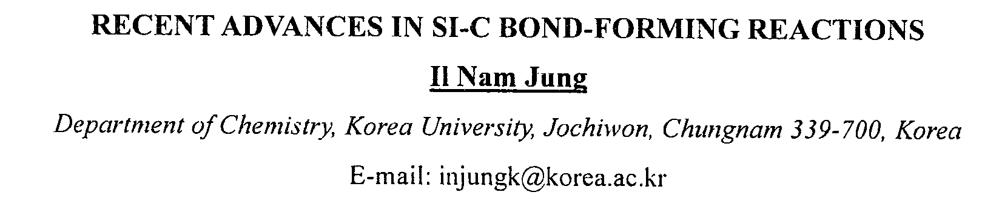 RECENT ADVANCES IN SI-C BOND-FORMING REACTIONS
Il Nam Jung
Department of Chemistry, Korea University, Jochiwon, Chungnam 339-700, Korea
E-mail: injungk@korea.ac.kr